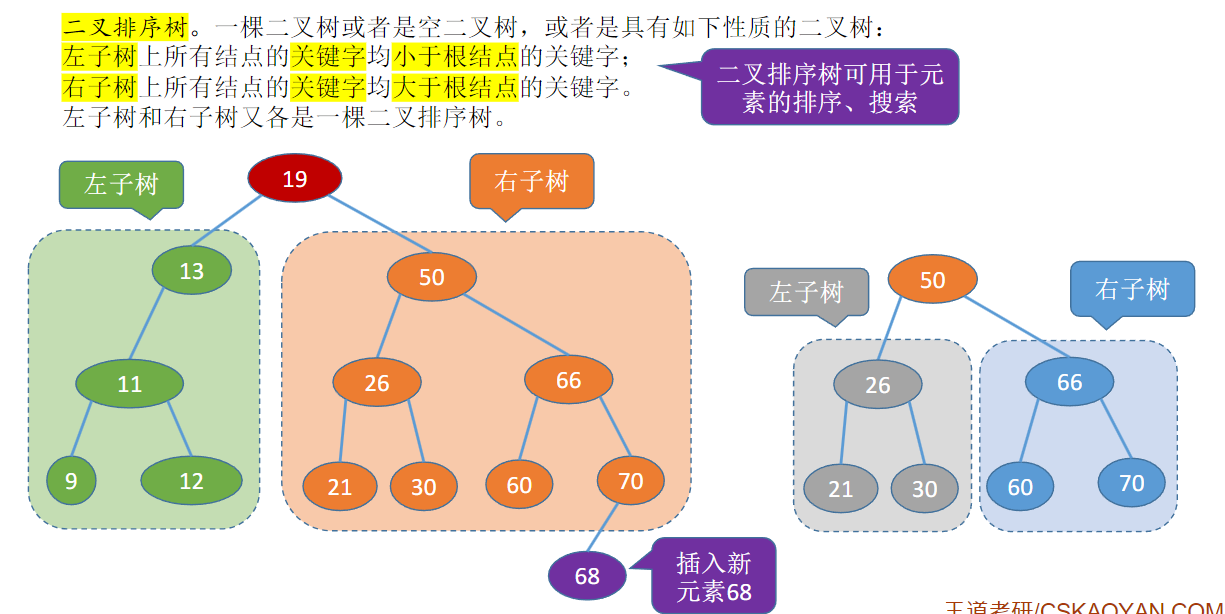 二叉排序树。一棵二叉树或者是空二叉树，或者是具有如下性质的二叉树：
左子树上所有结点的关键字均小于根结点的关键字；
右子树上所有结点的关键字均大于根结点的关键字。
左子树和右子树又各是一棵二叉排序树。
二叉排序树可用于元
素的排序、搜索
左子树
19
右子树
13
50
11
26
66
9
12
21
30
60
70
68
插入新
元素68
左子树
50
右子树
26
66
21
30
60
70
王道考研/CSKAOYAN.COM